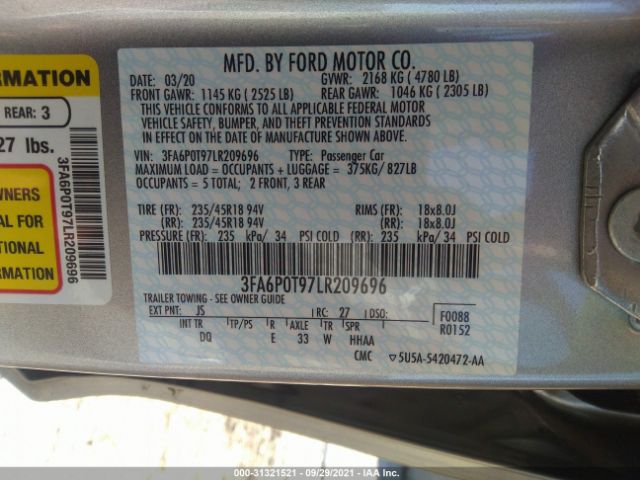 ORMATION
REAR: 3
27 lbs.
WNERS
AL FOR
TIONAL
ION
3FA6P0T97LR209696
MFD. BY FORD MOTOR CO.
DATE: 03/20 GVWR: 2168 KG ( 4780 LB)
FRONT GAWR: 1145 KG ( 2525 LB) REAR GAWR: 1046 KG ( 2305 LB)
THIS VEHICLE CONFORMS TO ALL APPLICABLE FEDERAL MOTOR
VEHICLE SAFETY, BUMPER, AND THEFT PREVENTION STANDARDS
IN EFFECT ON THE DATE OF MANUFACTURE SHOWN ABOVE.
VIN: 3FA6P0T97LR209696 TYPE: Passenger Car
MAXIMUM LOAD = OCCUPANTS + LUGGAGE = 375KG/ 827LB
OCCUPANTS = 5 TOTAL; 2 FRONT, 3 REAR
TIRE (FR): 235/45R18 94V RIMS (FR): 18x8.0J
(RR): 235/45R18 94V (RR): 18x8.0J
PRESSURE (FR): 235 kPa/ 34 PSI COLD (RR): 235 kPa/ 34 PSI COLD
3FA6P0T97LR209696
TRAILER TOWING - SEE OWNER GUIDE
EXT PNT: JS RC: 27 DSO: F0088
INT TR TP/PS R AXLE TR SPR R0152
DQ E 33 W HHAA
CMC 5U5A-5420472-AA
000-31321521 - 09/29/2021 - IAA Inc.